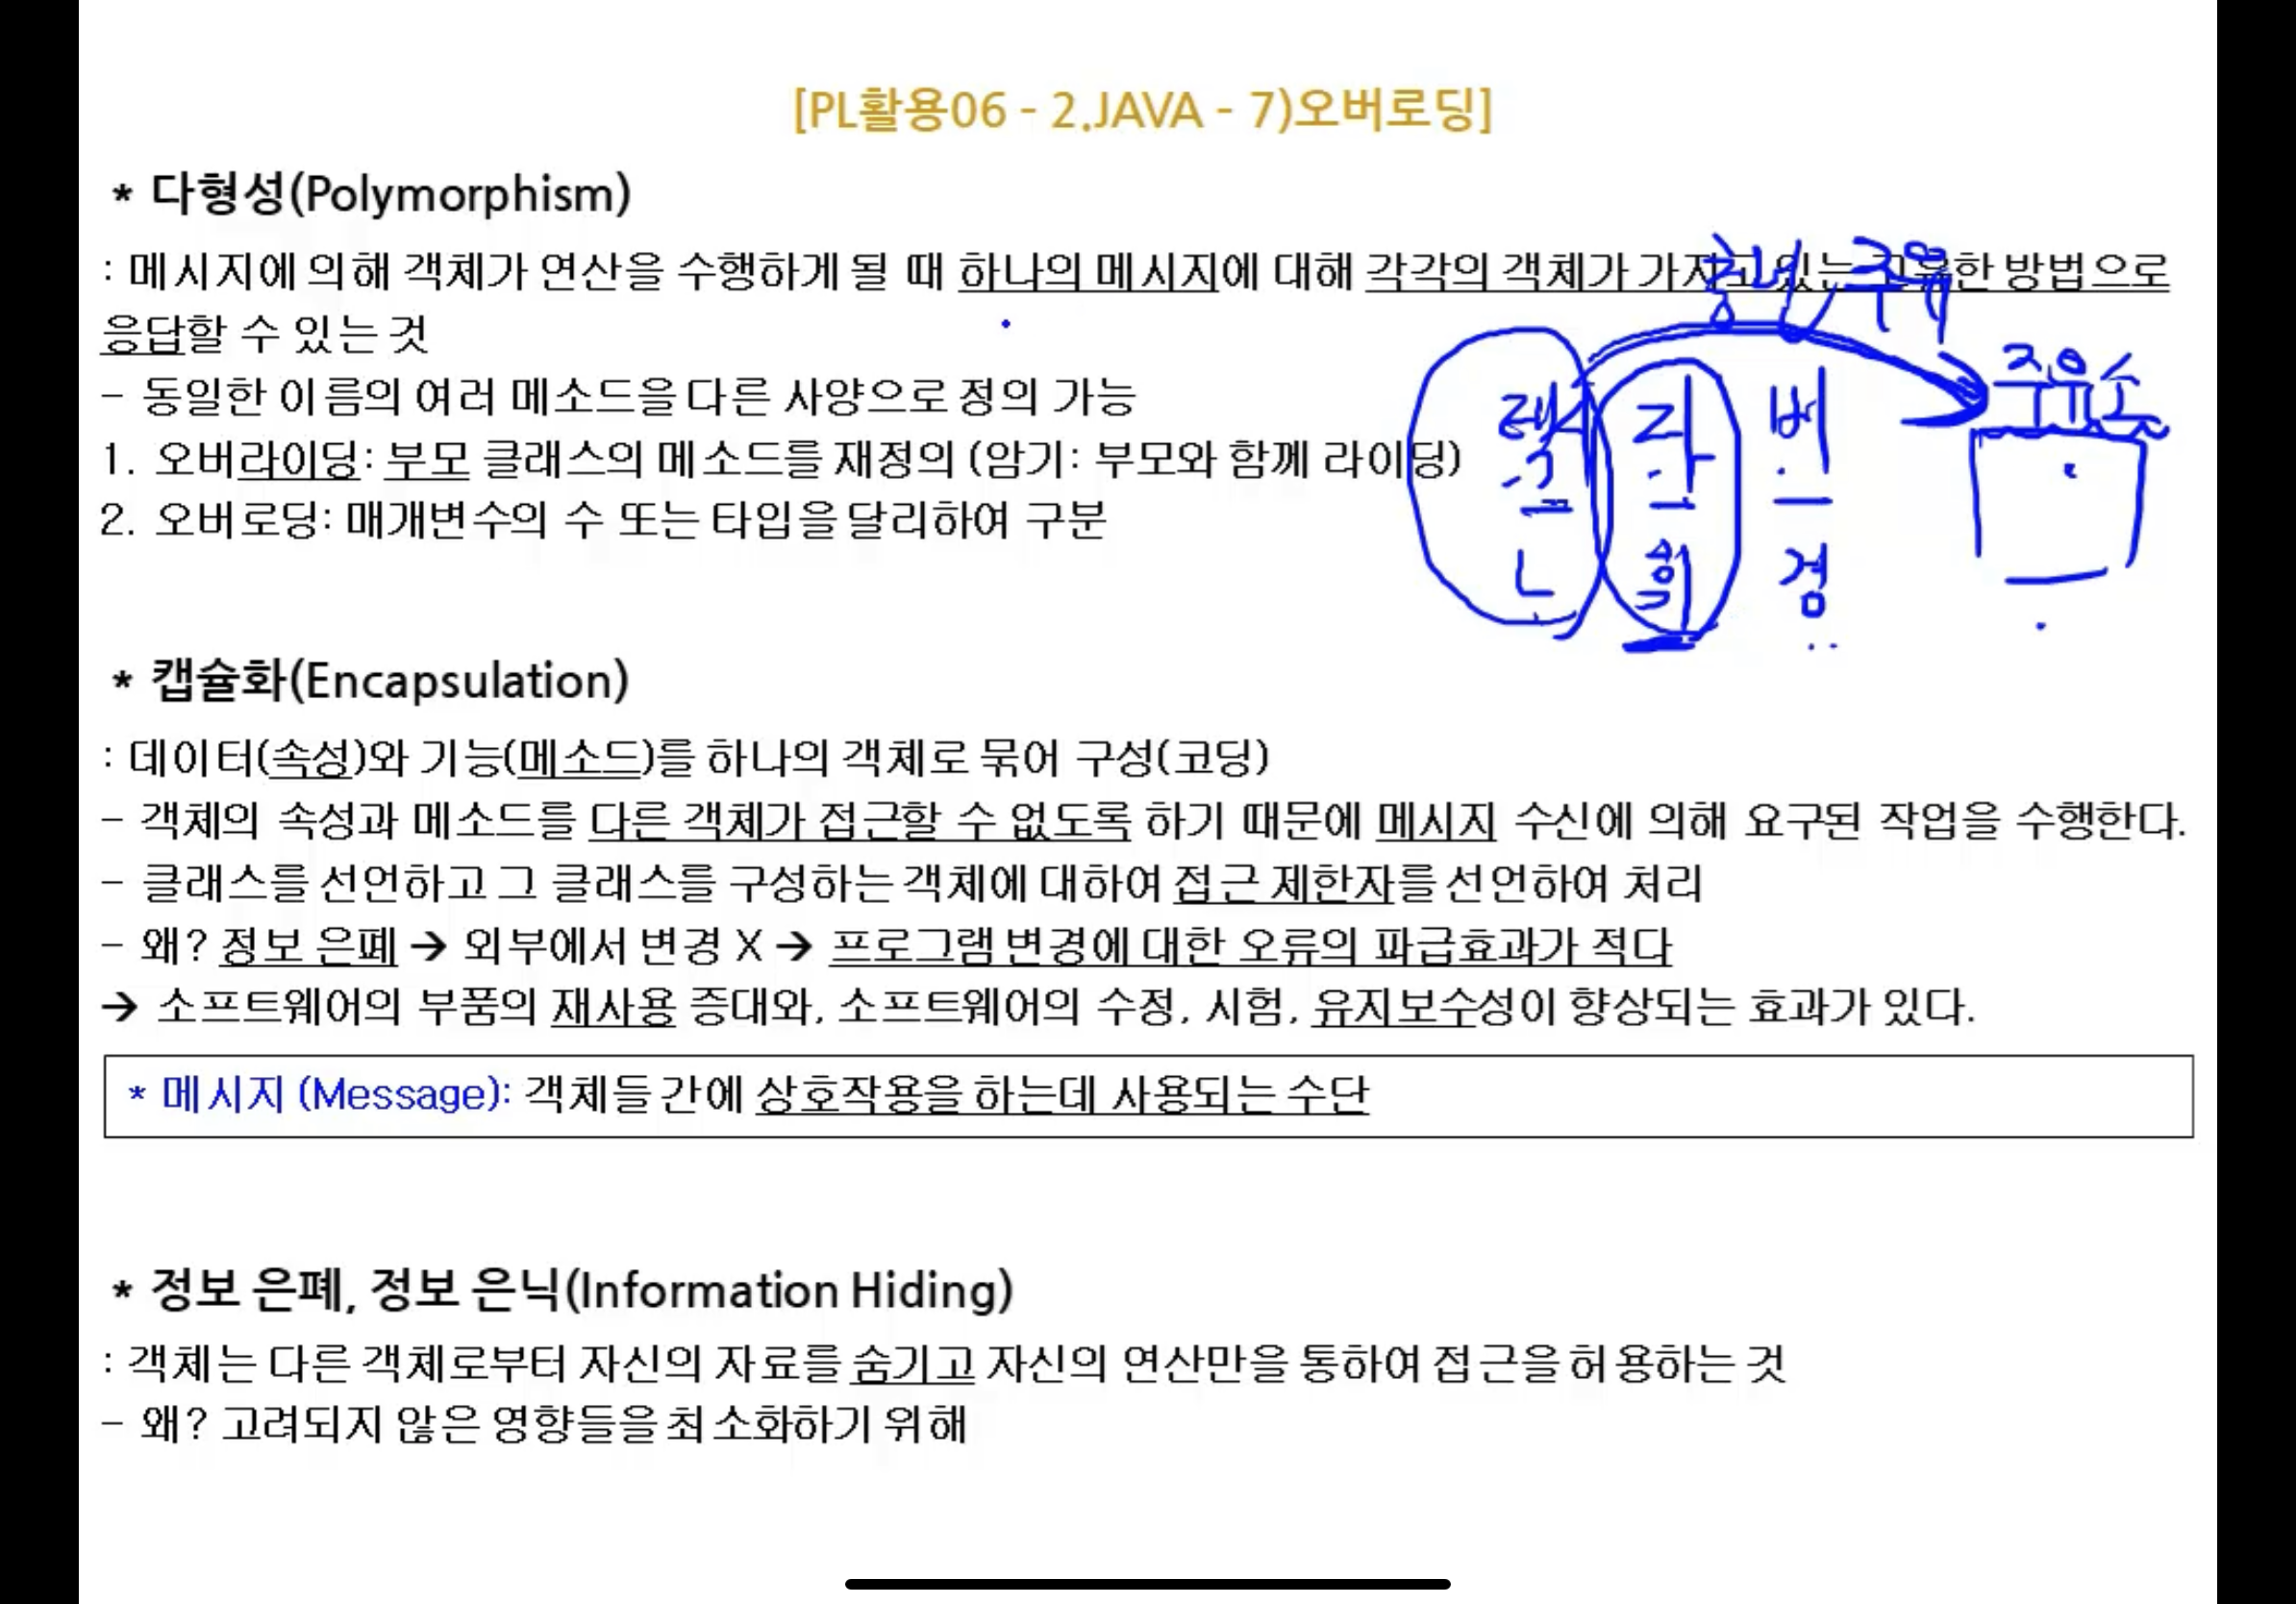 [PL활용06 - 2.JAVA - 7)오버로딩]
* 다형성(Polymorphism)
: 메시지에 의해 객체가 연산을 수행하게 될 때 하나의 메시지에 대해 각각의 객체가 가지고 있는 고유한 방법으로
응답할 수 있는 것
- 동일한 이름의 여러 메소드를 다른 사양으로 정의 가능
1. 오버라이딩: 부모 클래스의 메소드를 재정의 (암기: 부모와 함께 라이딩)
2. 오버로딩: 매개변수의 수 또는 타입을 달리하여 구분
주유
주유소
버
경
* 캡슐화(Encapsulation)
: 데이터(속성)와 기능(메소드)를 하나의 객체로 묶어 구성(코딩)
- 객체의 속성과 메소드를 다른 객체가 접근할 수 없도록 하기 때문에 메시지 수신에 의해 요구된 작업을 수행한다.
- 클래스를 선언하고 그 클래스를 구성하는 객체에 대하여 접근 제한자를 선언하여 처리
- 왜? 정보 은폐 → 외부에서 변경 X → 프로그램 변경에 대한 오류의 파급효과가 적다
→ 소프트웨어의 부품의 재사용 증대와, 소프트웨어의 수정, 시험, 유지보수성이 향상되는 효과가 있다.
* 메시지 (Message): 객체들 간에 상호작용을 하는데 사용되는 수단
* 정보 은폐, 정보 은닉(Information Hiding)
: 객체는 다른 객체로부터 자신의 자료를 숨기고 자신의 연산만을 통하여 접근을 허용하는 것
- 왜? 고려되지 않은 영향들을 최소화하기 위해